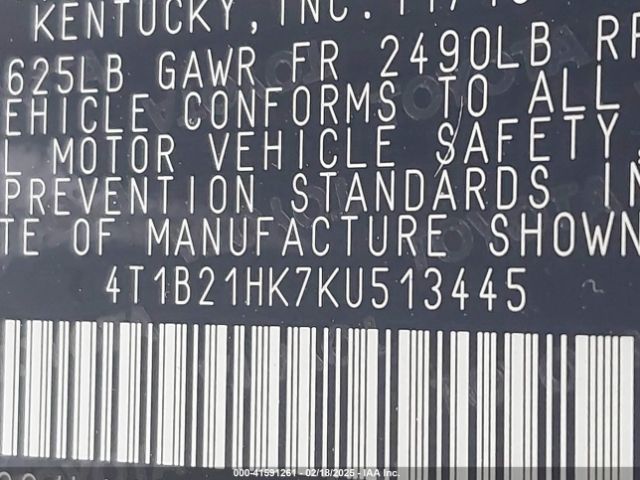 KENTUCKY, INC.
625LB GAWR FR 2490LB
EHICLE CONFORMS TO ALL
L MOTOR VEHICLE SAFETY,
PREVENTION STANDARDS IN
TE OF MANUFACTURE SHOWN
4T1B21HK7KU513445
000-41591261 - 02/18/2025 - IAA Inc.